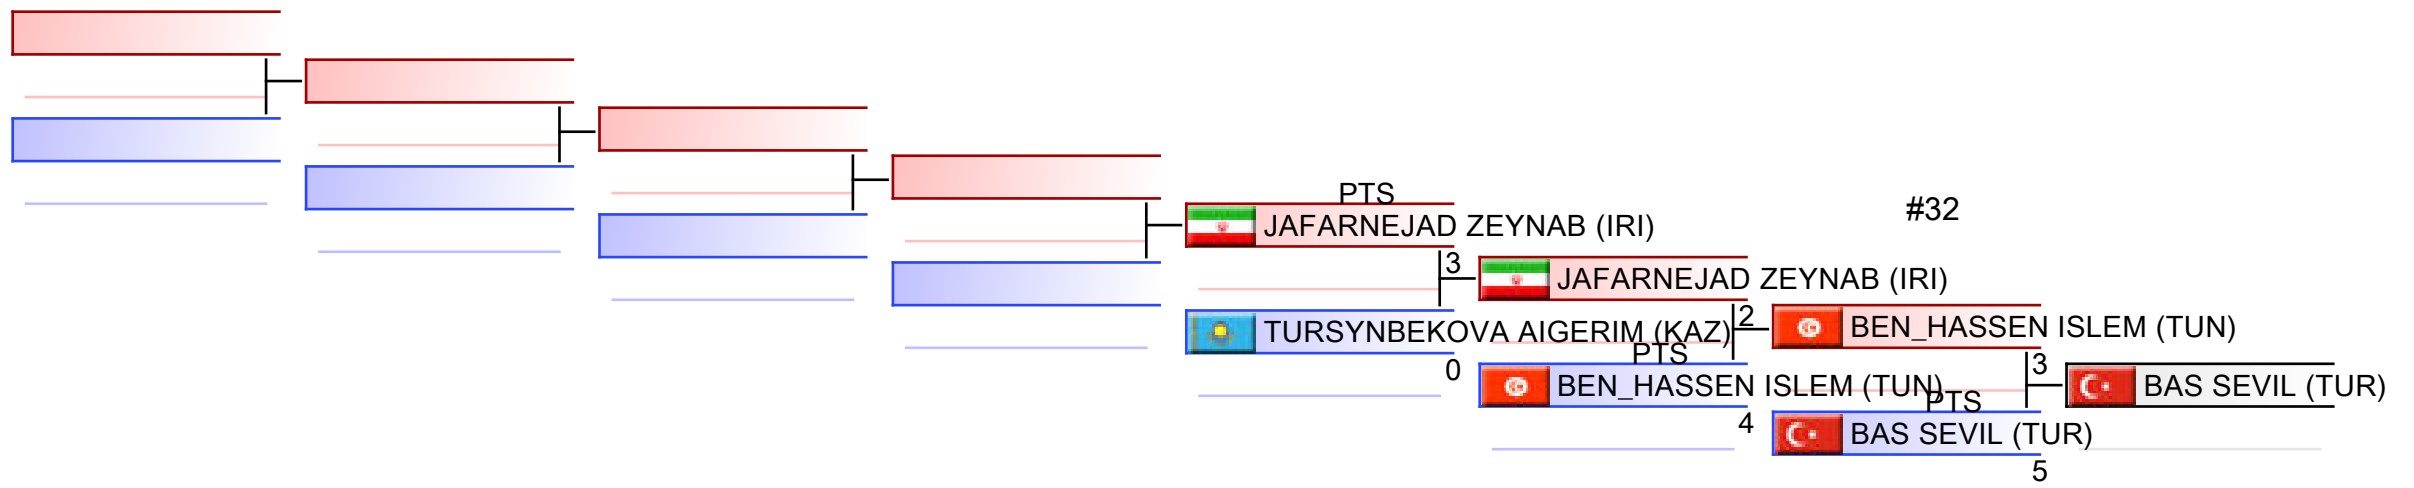 PTS
#32
JAFARNEJAD ZEYNAB (IRI)
3
JAFARNEJAD ZEYNAB (IRI)
TURSYNBEKOVA AIGERIM (KAZ)
2
BEN_HASSEN ISLEM (TUN)
PTS
0
3
BEN_HASSEN ISLEM (TUN)
BAS SEVIL (TUR)
PTS
4
BAS SEVIL (TUR)
5